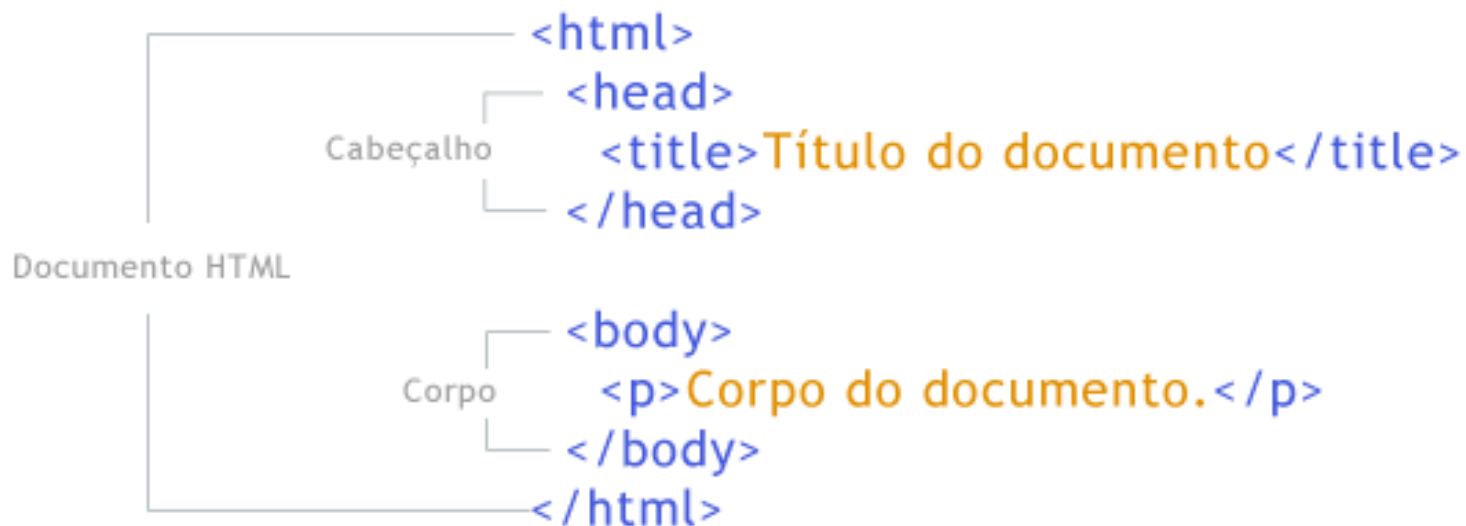 <html>
<head>
Cabeçalho <title>Título do documento</title>
</head>
Documento HTML
<body>
Corpo <p>Corpo do documento.</p>
</body>
</html>